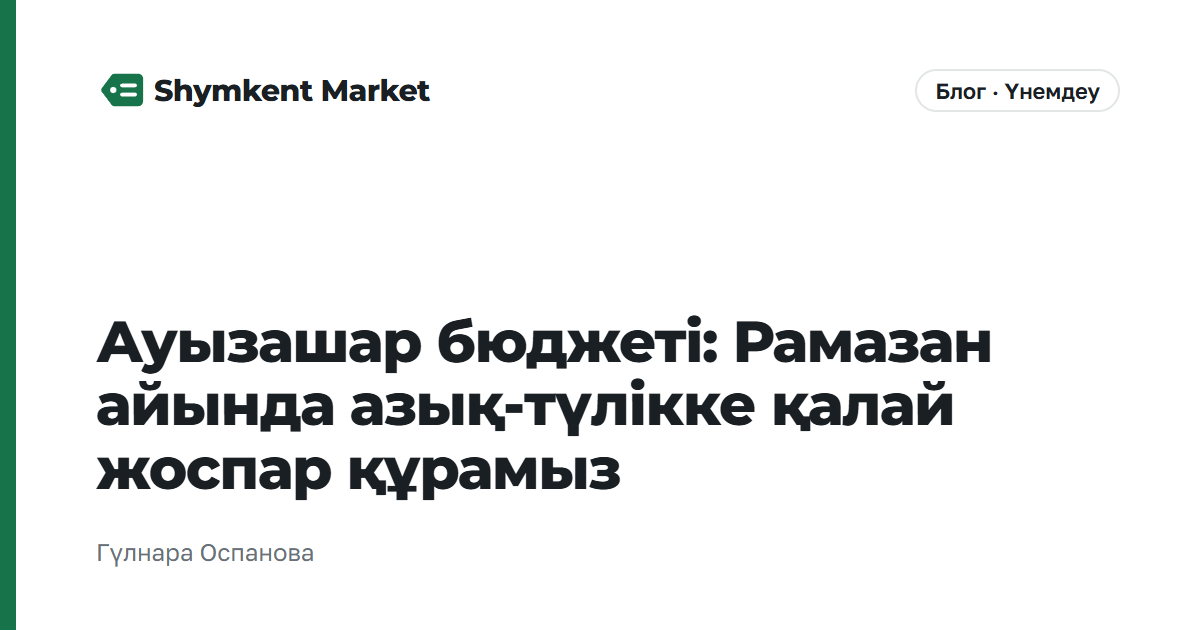 Shymkent Market
Блог · Үнемдеу
Ауызашар бюджеті: Рамазан
айында азық-түлікке қалай
жоспар құрамыз
Гүлнара Оспанова